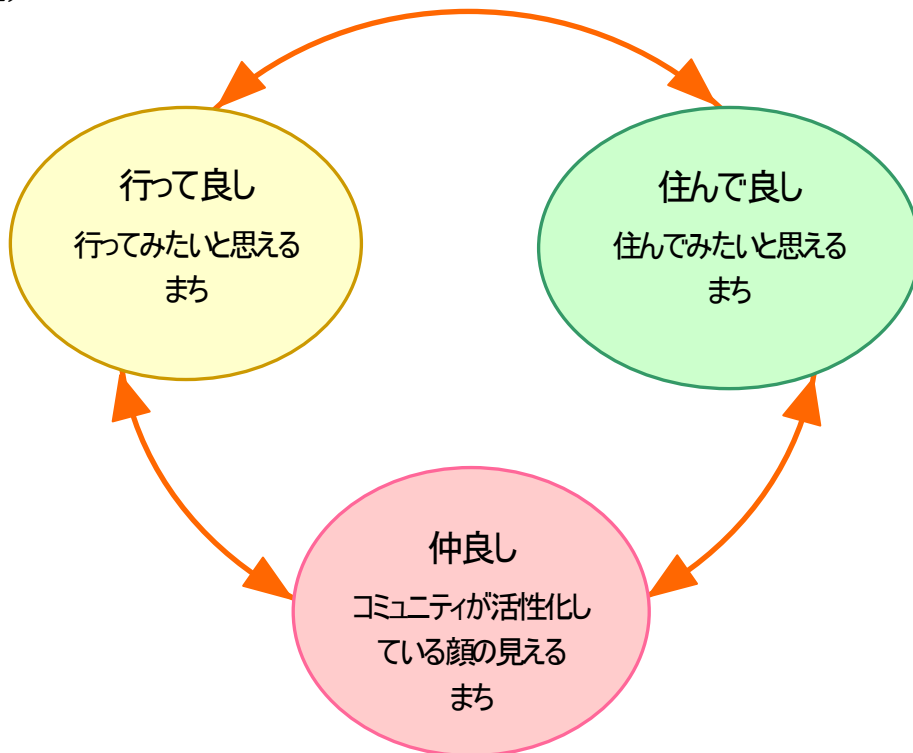 行って良し
行ってみたいと思える
まち
住んで良し
住んでみたいと思える
まち
仲良し
コミュニティが活性化し
ている顔の見える
まち